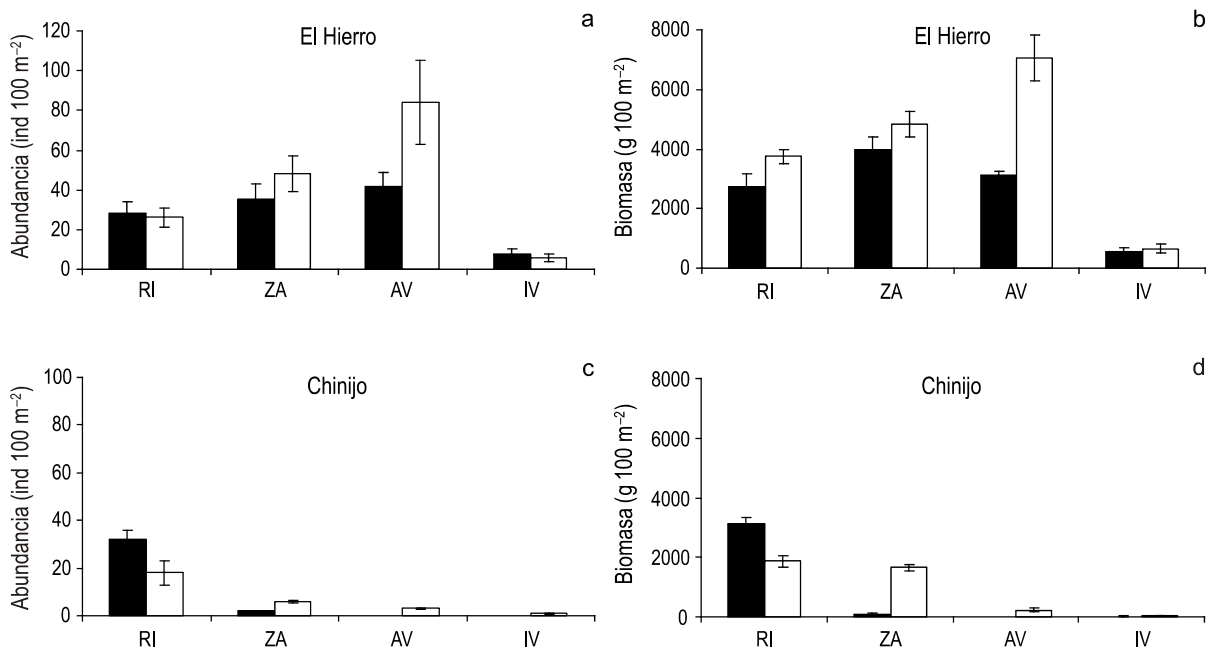 a
El Hierro
Abundancia (ind 100 m⁻²)
120
100
80
60
40
20
0
RI ZA AV IV
b
El Hierro
Biomasa (g 100 m⁻²)
8000
6000
4000
2000
0
RI ZA AV IV
c
Chinijo
Abundancia (ind 100 m⁻²)
100
80
60
40
20
0
RI ZA AV IV
d
Chinijo
Biomasa (g 100 m⁻²)
8000
6000
4000
2000
0
RI ZA AV IV